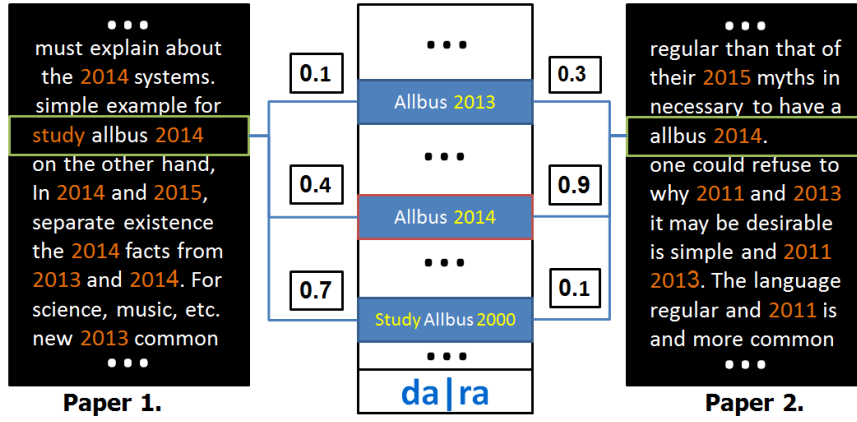 • • •
must explain about
the 2014 systems.
simple example for
study allbus 2014
on the other hand,
In 2014 and 2015,
separate existence
the 2014 facts from
2013 and 2014. For
science, music, etc.
new 2013 common
• • •
Paper 1.
0.1
0.4
0.7
• • •
Allbus 2013
• • •
Allbus 2014
• • •
Study Allbus 2000
• • •
da|ra
0.3
0.9
0.1
• • •
regular than that of
their 2015 myths in
necessary to have a
allbus 2014.
one could refuse to
why 2011 and 2013
it may be desirable
is simple and 2011
2013. The language
regular and 2011 is
and more common
• • •
Paper 2.